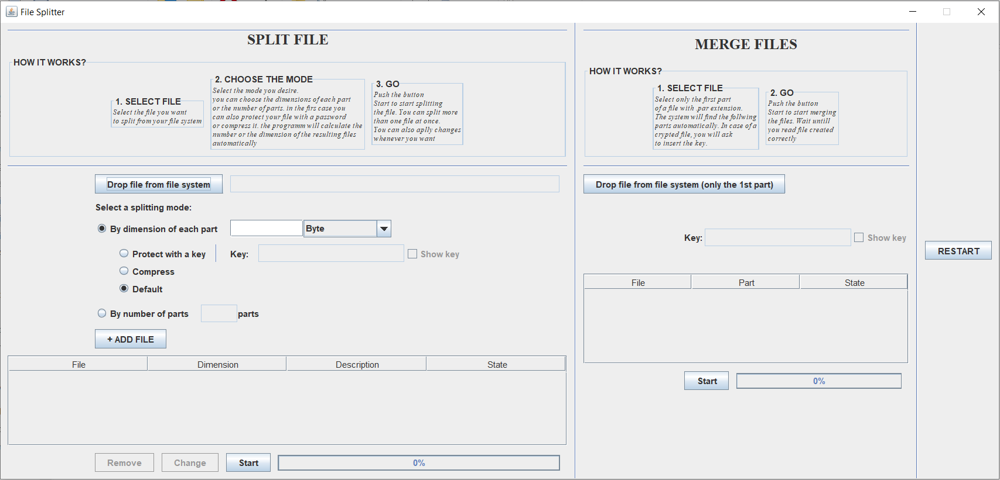 File Splitter
SPLIT FILE
HOW IT WORKS?
1. SELECT FILE
Select the file you want
to split from your file system
2. CHOOSE THE MODE
Select the mode you desire.
you can choose the dimensions of each part
or the number of parts. in the firs case you
can also protect your file with a password
or compress it. the programm will calculate the
number or the dimension of the resulting files
automatically
3. GO
Push the button
Start to start splitting
the file. You can split more
than one file at once.
You can also aplly changes
whenever you want
Drop file from file system
Select a splitting mode:
By dimension of each part Byte
Protect with a key Key: Show key
Compress
Default
By number of parts parts
+ ADD FILE
File Dimension Description State
Remove Change Start 0%
MERGE FILES
HOW IT WORKS?
1. SELECT FILE
Select only the first part
of a file with .par extension.
The system will find the follwing
parts automatically. In case of a
crypted file, you will ask
to insert the key.
2. GO
Push the button
Start to start merging
the files. Wait untill
you read file created
correctly
Drop file from file system (only the 1st part)
Key: Show key
File Part State
Start 0%
RESTART